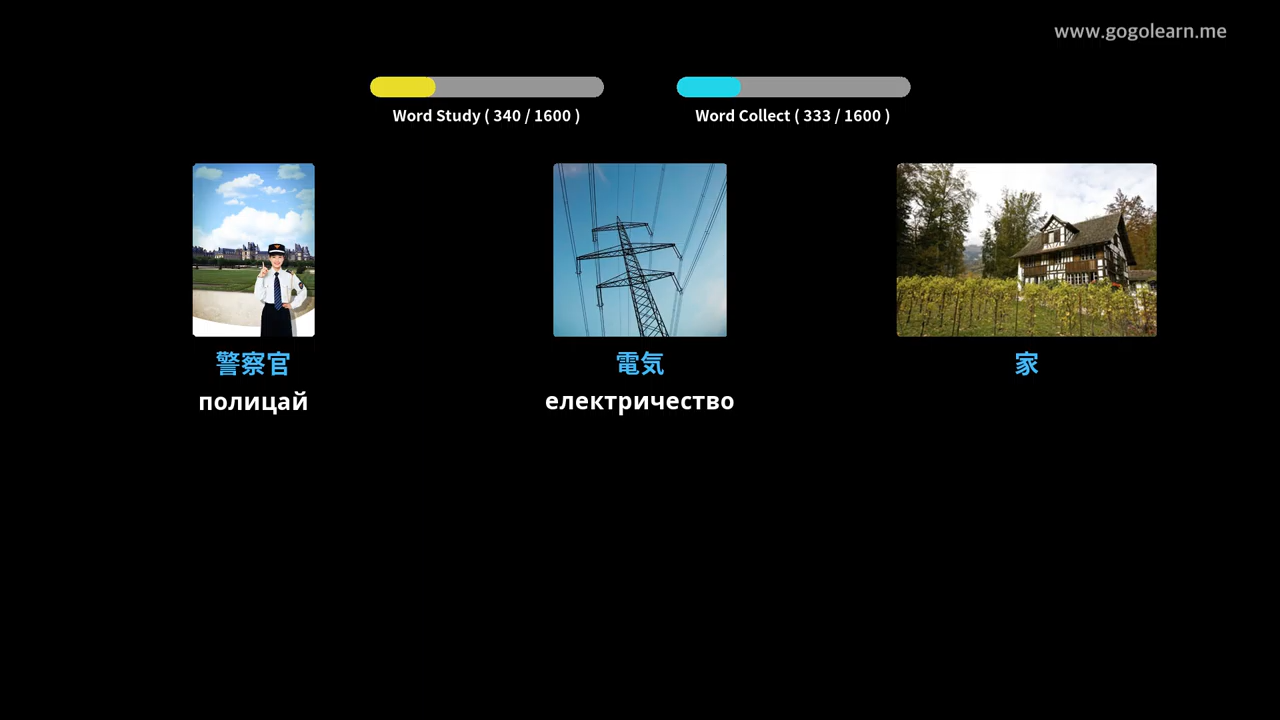 www.gogolearn.me
Word Study ( 340 / 1600 )
Word Collect ( 333 / 1600 )
警察官
電気
家
полицай
електричество